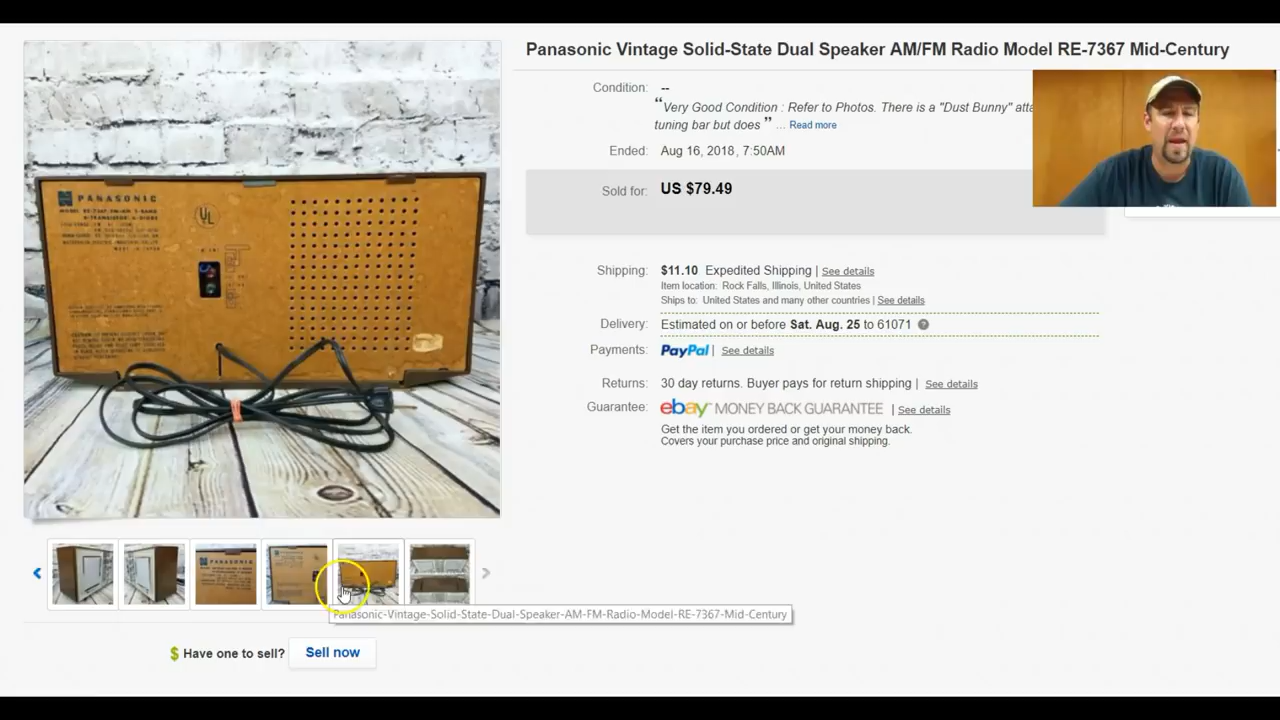 Panasonic Vintage Solid-State Dual Speaker AM/FM Radio Model RE-7367 Mid-Century
Condition: --
“Very Good Condition : Refer to Photos. There is a "Dust Bunny" atta
tuning bar but does ” ... Read more
Ended: Aug 16, 2018 , 7:50AM
Sold for: US $79.49
Shipping: $11.10 Expedited Shipping | See details
Item location: Rock Falls, Illinois, United States
Ships to: United States and many other countries | See details
Delivery: Estimated on or before Sat. Aug. 25 to 61071 ?
Payments: PayPal | See details
Returns: 30 day returns. Buyer pays for return shipping | See details
Guarantee: ebay MONEY BACK GUARANTEE | See details
Get the item you ordered or get your money back.
Covers your purchase price and original shipping.
PANASONIC
UL
PANASONIC
Panasonic-Vintage-Solid-State-Dual-Speaker-AM-FM-Radio-Model-RE-7367-Mid-Century
$ Have one to sell? Sell now